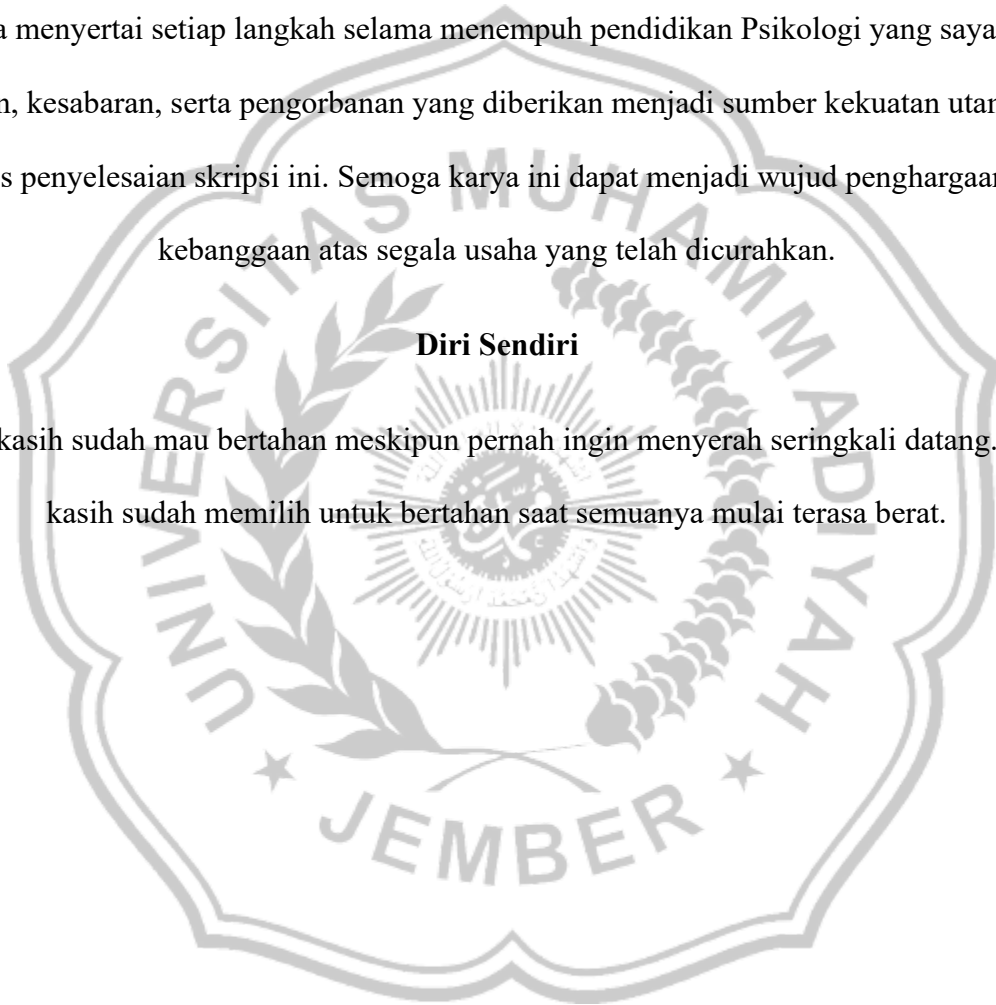 a menyertai setiap langkah selama menempuh pendidikan Psikologi yang saya
n, kesabaran, serta pengorbanan yang diberikan menjadi sumber kekuatan utam
s penyelesaian skripsi ini. Semoga karya ini dapat menjadi wujud penghargaan
kebanggaan atas segala usaha yang telah dicurahkan.
Diri Sendiri
kasih sudah mau bertahan meskipun pernah ingin menyerah seringkali datang.
kasih sudah memilih untuk bertahan saat semuanya mulai terasa berat.
UNIVERSITAS MUHAMMADIYAH
JEMBER